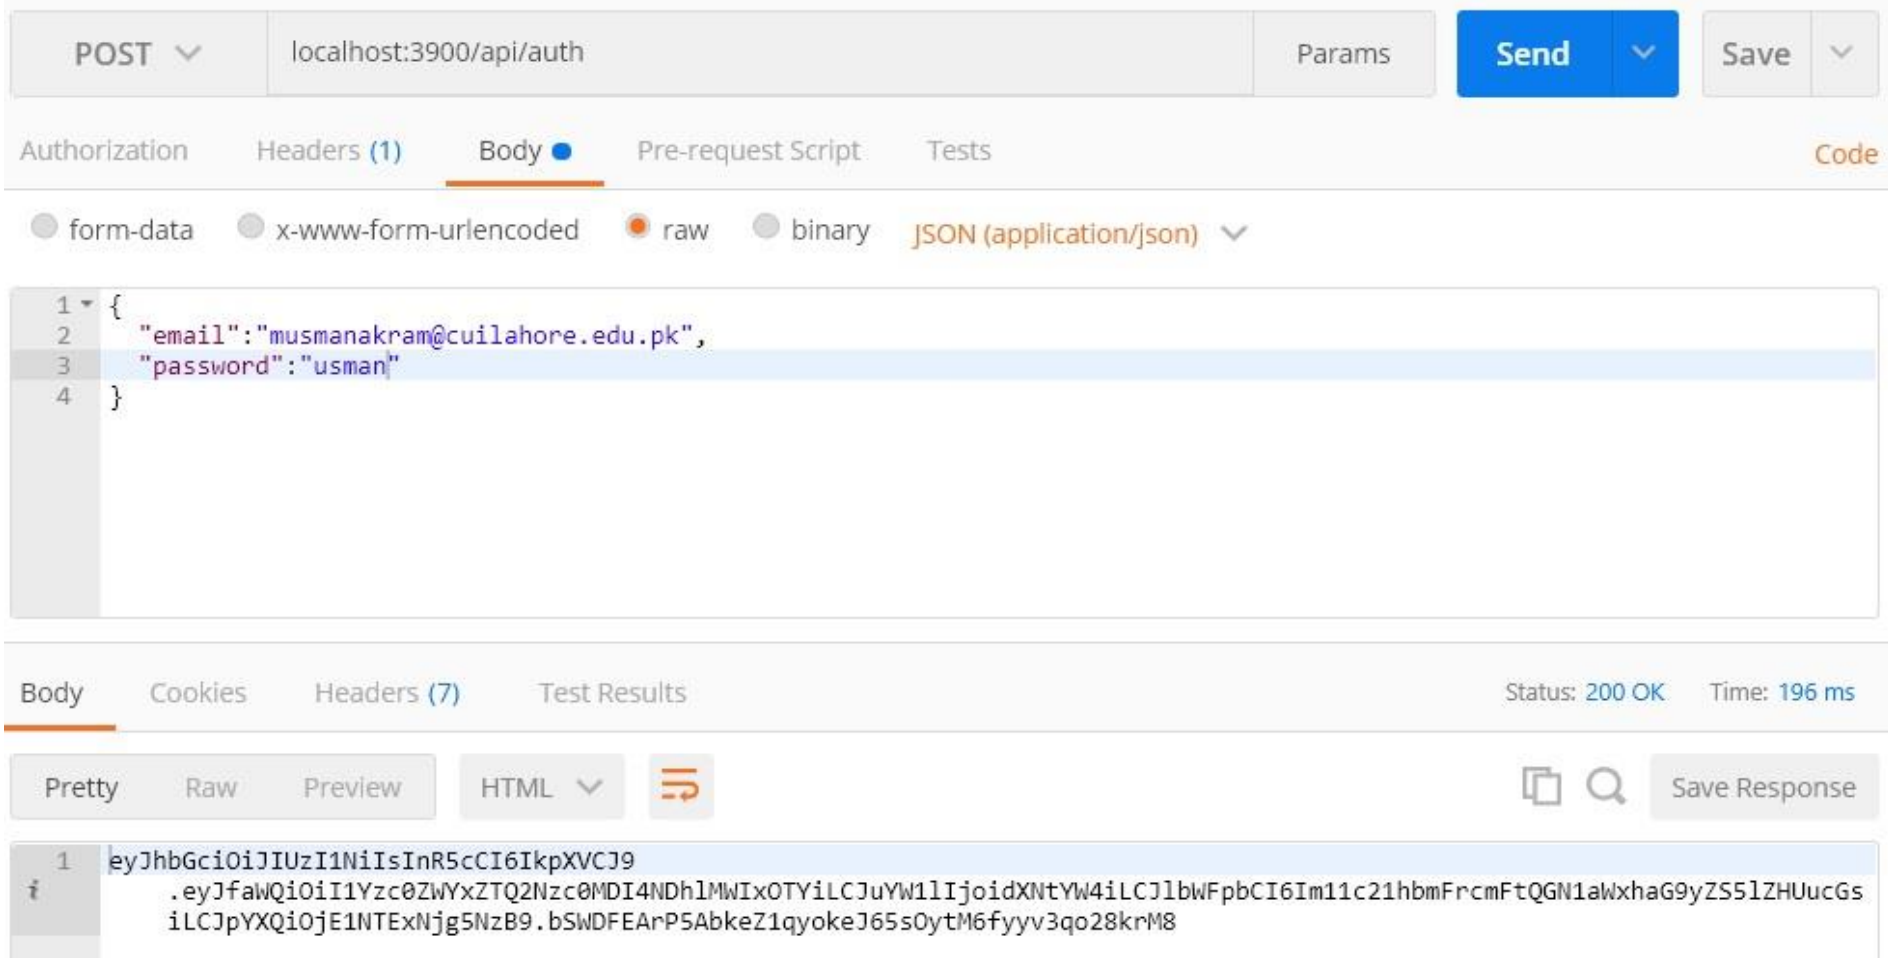 POST localhost:3900/api/auth Params Send Save
Authorization Headers (1) Body Pre-request Script Tests Code
form-data x-www-form-urlencoded raw binary JSON (application/json)
1 {
2 "email":"musmanakram@cuilahore.edu.pk",
3 "password":"usman"
4 }
Body Cookies Headers (7) Test Results Status: 200 OK Time: 196 ms
Pretty Raw Preview HTML Save Response
1 eyJhbGciOiJIUzI1NiIsInR5cCI6IkpXVCJ9
i .eyJfaWQiOiI1Yzc0ZWYxZTQ2Nzc0MDI4NDhlMWIxOTYiLCJuYW1lIjoidXNtYW4iLCJlbWFpbCI6Im11c21hbmFrcmFtQGN1aWxhaG9yZS5lZHUucGs
iLCJpYXQiOjE1NTExNjg5NzB9.bSWDFEArP5AbkeZ1qyokeJ65sOytM6fyyv3qo28krM8